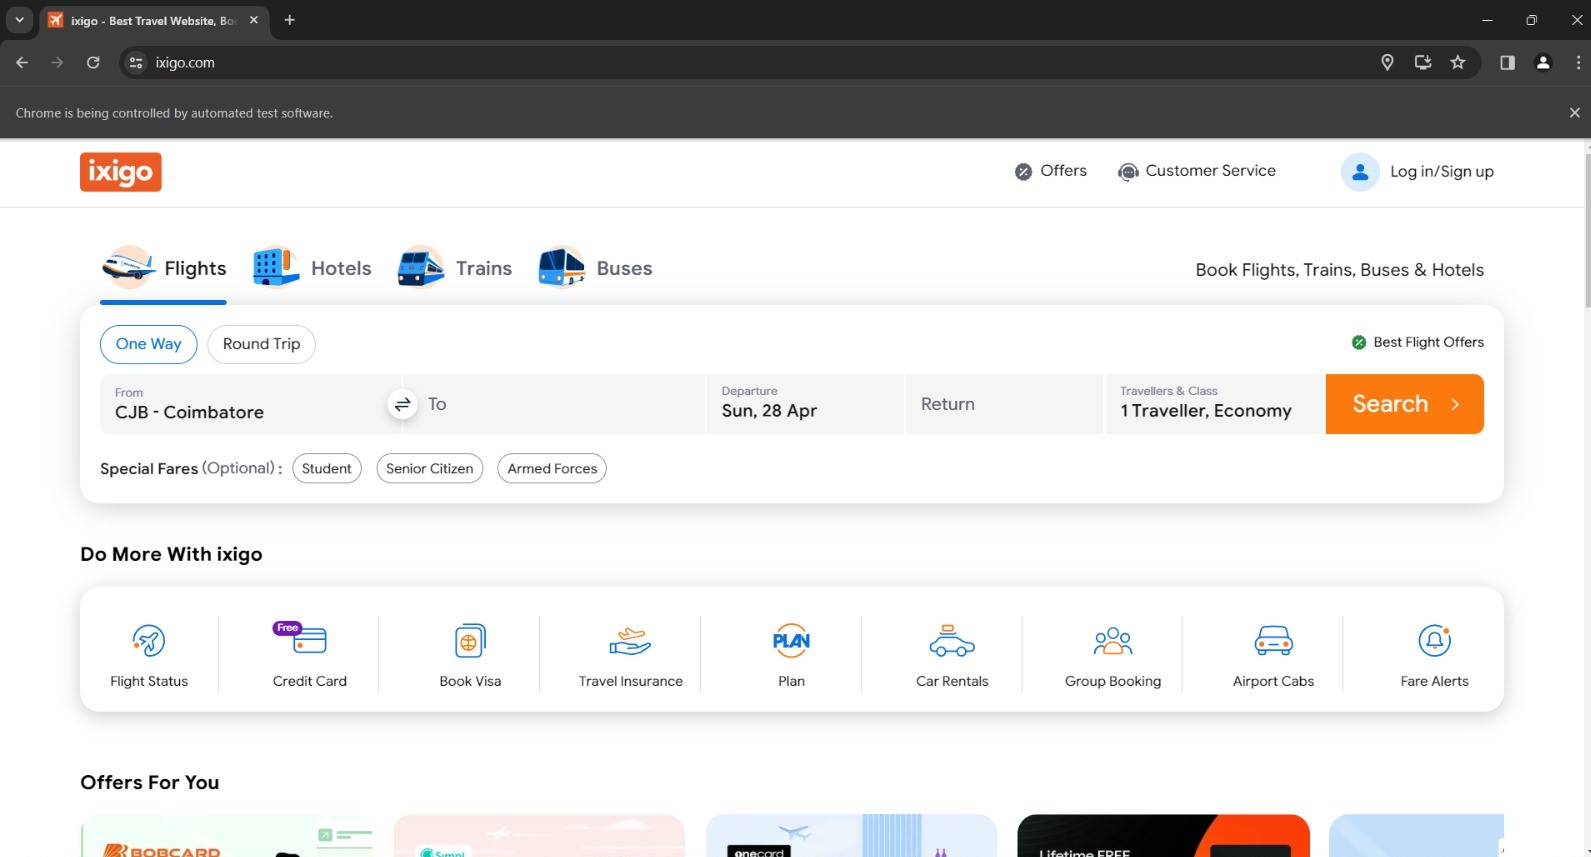 ixigo - Best Travel Website, Bo
ixigo.com
Chrome is being controlled by automated test software.
ixigo
Offers
Customer Service
Log in/Sign up
Flights
Hotels
Trains
Buses
Book Flights, Trains, Buses & Hotels
One Way
Round Trip
Best Flight Offers
From
CJB - Coimbatore
To
Departure
Sun, 28 Apr
Return
Travellers & Class
1 Traveller, Economy
Search
Special Fares (Optional) :
Student
Senior Citizen
Armed Forces
Do More With ixigo
Free
PLAN
Flight Status
Credit Card
Book Visa
Travel Insurance
Plan
Car Rentals
Group Booking
Airport Cabs
Fare Alerts
Offers For You
BOBCARD
Simpl
onecard
Lifetime FREE